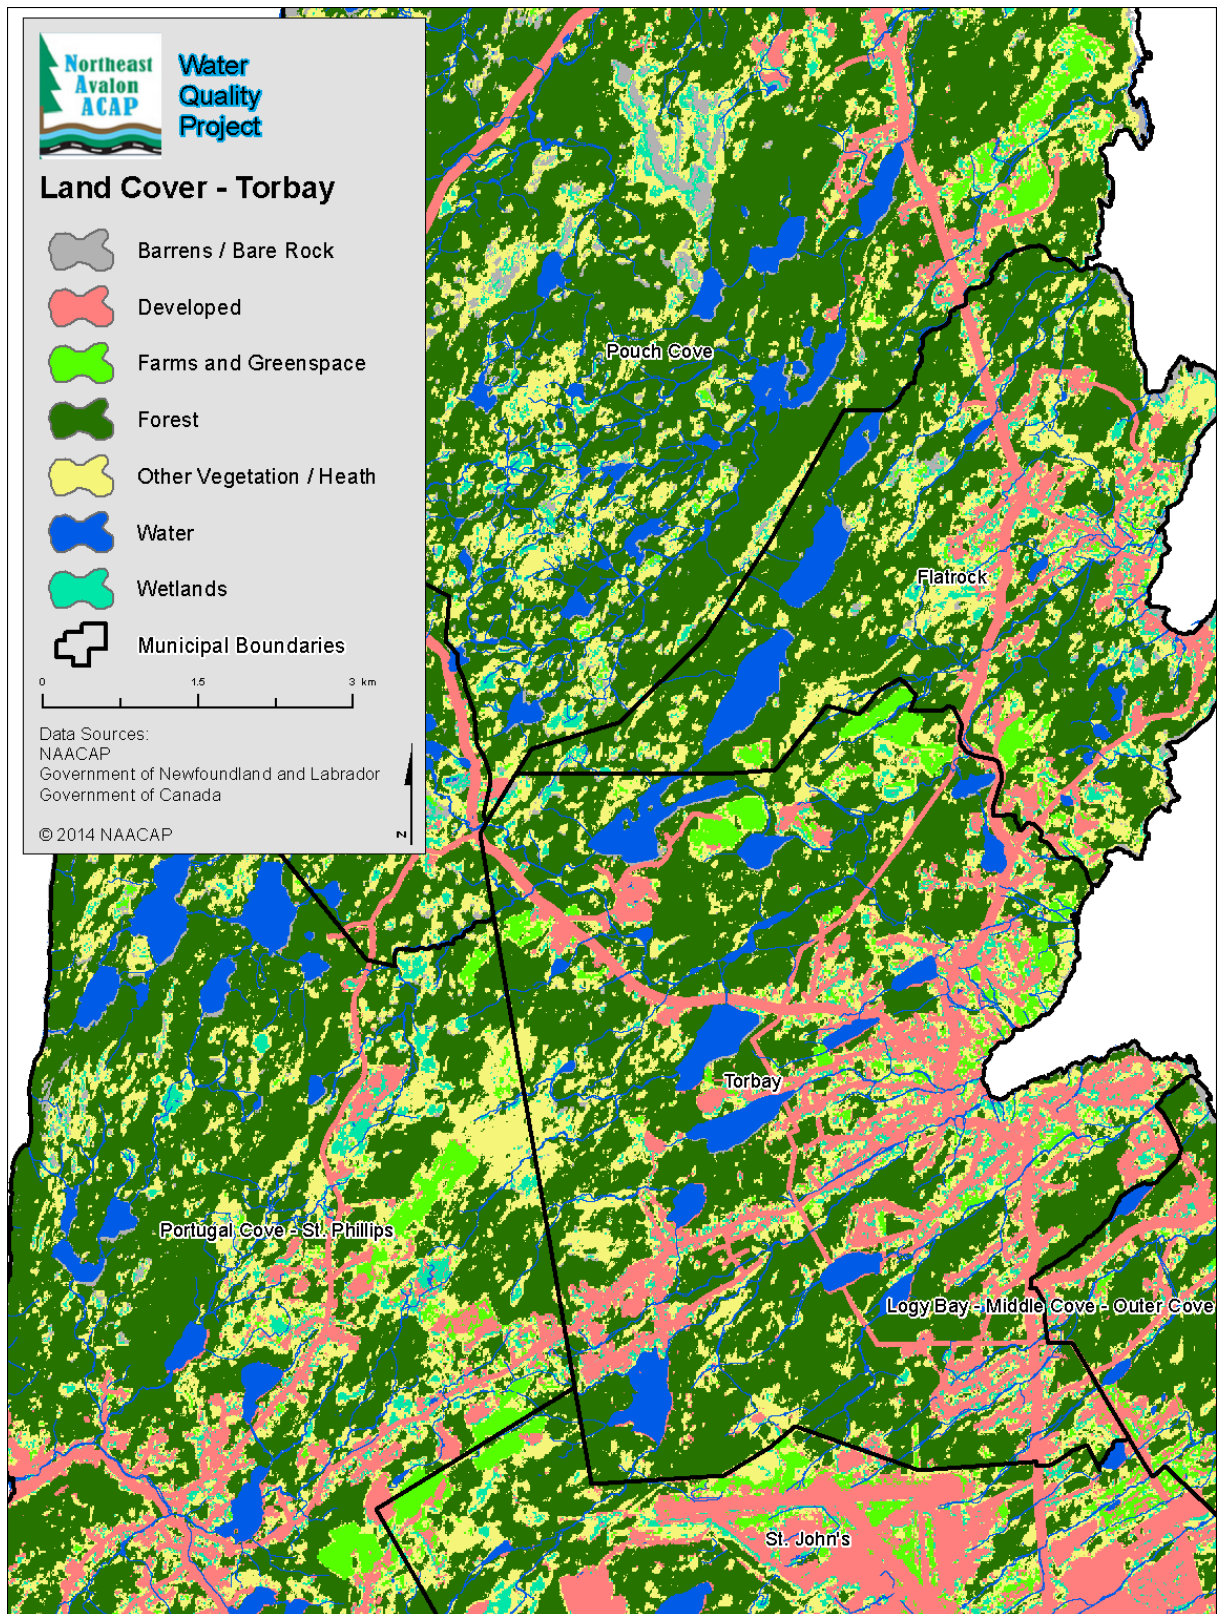 Northeast
Avalon
ACAP
Water
Quality
Project
Land Cover - Torbay
Barrens / Bare Rock
Developed
Farms and Greenspace
Forest
Other Vegetation / Heath
Water
Wetlands
Municipal Boundaries
0 1.5 3 km
Data Sources:
NAACAP
Government of Newfoundland and Labrador
Government of Canada
© 2014 NAACAP
N
Pouch Cove
Flatrock
Torbay
Portugal Cove - St. Phillips
Logy Bay - Middle Cove - Outer Cove
St. John's